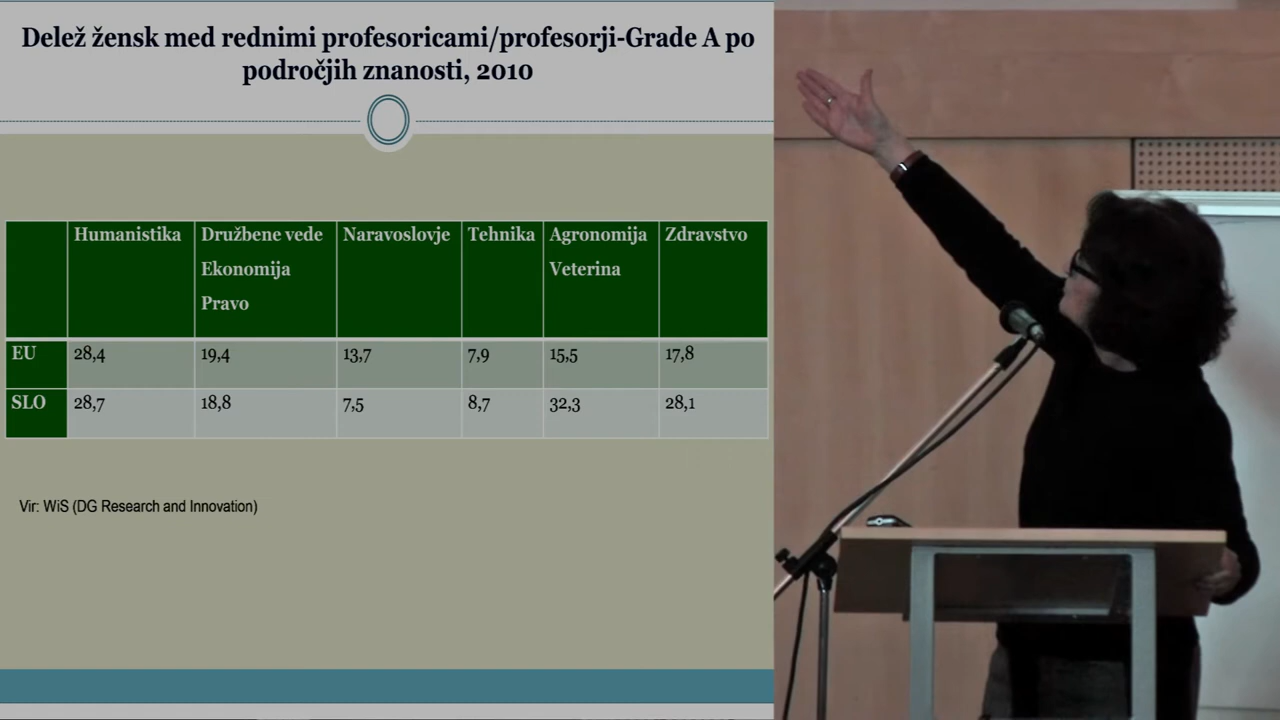 Delež žensk med rednimi profesoricami/profesorji-Grade A po
področjih znanosti, 2010
Humanistika Družbene vede Naravoslovje Tehnika Agronomija Zdravstvo
Ekonomija Veterina
Pravo
EU 28,4 19,4 13,7 7,9 15,5 17,8
SLO 28,7 18,8 7,5 8,7 32,3 28,1
Vir: WiS (DG Research and Innovation)